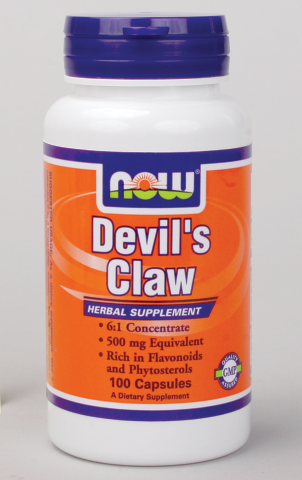 NOW®
Devil's
Claw
HERBAL SUPPLEMENT
• 6:1 Concentrate
• 500 mg Equivalent
• Rich in Flavonoids
and Phytosterols
100 Capsules
A Dietary Supplement
QUALITY
GMP